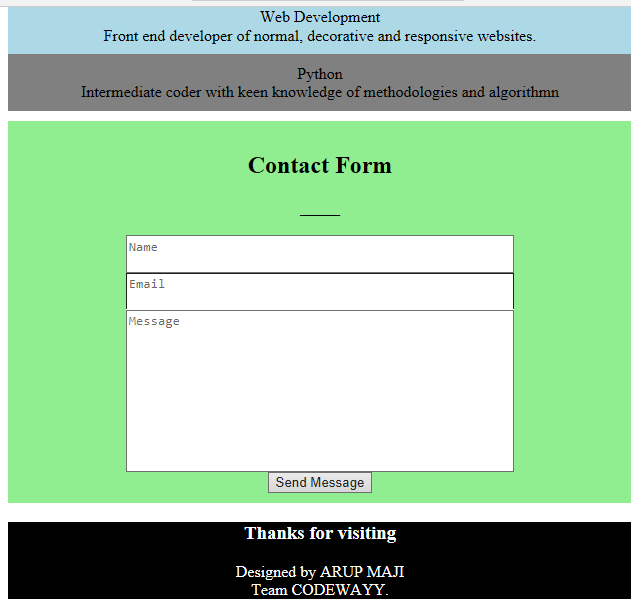 Web Development
Front end developer of normal, decorative and responsive websites.
Python
Intermediate coder with keen knowledge of methodologies and algorithmn
Contact Form
Name
Email
Message
Send Message
Thanks for visiting
Designed by ARUP MAJI
Team CODEWAYY.